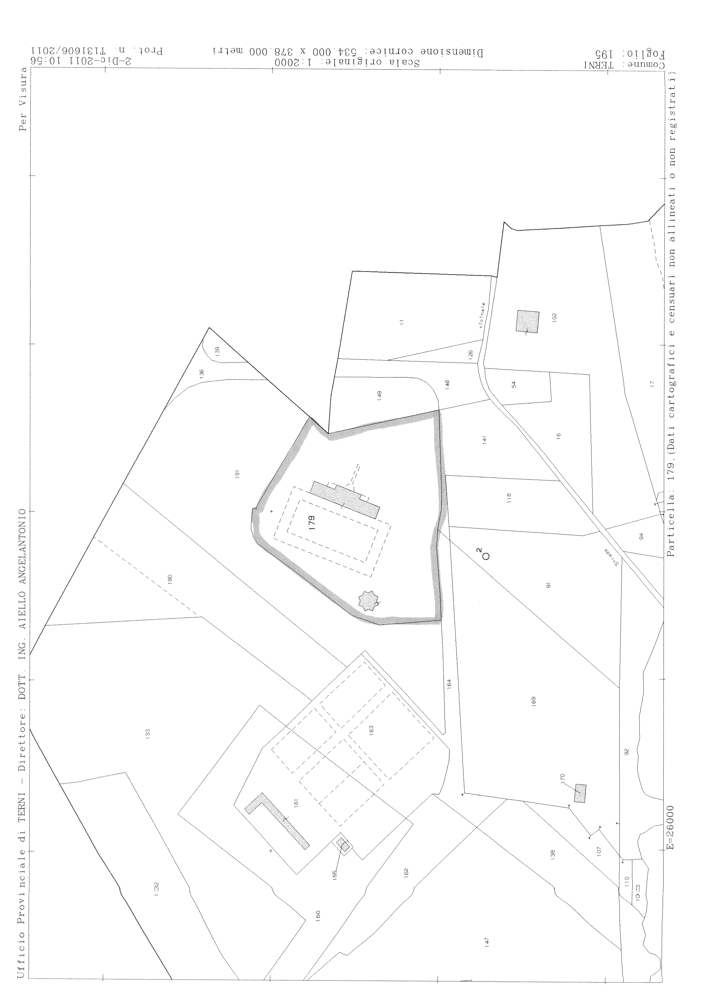 Ufficio Provinciale di TERNI - Direttore: DOTT. ING. AIELLO ANGELANTONIO
Per Visura
2-Dic-2011 10:56
Prot. n. T131606/2011
Scala originale: 1:2000
Dimensione cornice: 534.000 x 378.000 metri
Comune: TERNI
Foglio: 195
E=26000
Particella: 179, (Dati cartografici e censuari non allineati o non registrati)
139
136
11
vicinale
102
126
148
149
54
17
181
141
16
179
118
180
2
94
Strada
91
164
169
133
163
92
170
161
165
138
107
162
132
110
103
160
147